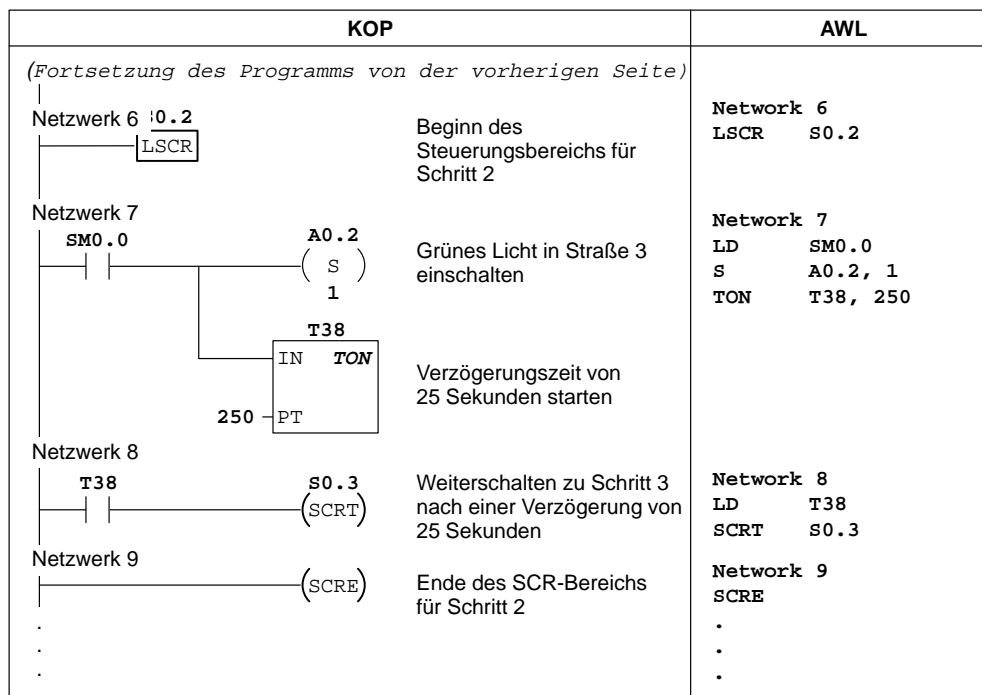 KOP
AWL
(Fortsetzung des Programms von der vorherigen Seite)
Netzwerk 6
S0.2
LSCR
Beginn des
Steuerungsbereichs für
Schritt 2
Network 6
LSCR S0.2
Netzwerk 7
SM0.0
A0.2
S
1
Grünes Licht in Straße 3
einschalten
T38
IN TON
250 PT
Verzögerungszeit von
25 Sekunden starten
Network 7
LD SM0.0
S A0.2, 1
TON T38, 250
Netzwerk 8
T38
S0.3
SCRT
Weiterschalten zu Schritt 3
nach einer Verzögerung von
25 Sekunden
Network 8
LD T38
SCRT S0.3
Netzwerk 9
SCRE
Ende des SCR-Bereichs
für Schritt 2
Network 9
SCRE
.
.
.
.
.
.